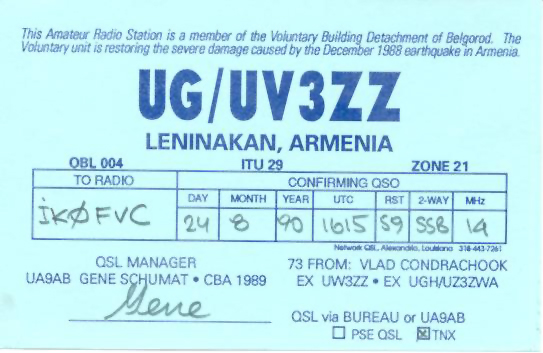 This Amateur Radio Station is a member of the Voluntary Building Detachment of Belgorod. The
Voluntary unit is restoring the severe damage caused by the December 1988 earthquake in Armenia.
UG/UV3ZZ
LENINAKAN, ARMENIA
OBL 004 ITU 29 ZONE 21
TO RADIO CONFIRMING QSO
DAY MONTH YEAR UTC RST 2-WAY MHz
IKØFVC 24 8 90 1615 59 SSB 14
Network QSL, Alexandria, Louisiana 318-443-7261
QSL MANAGER
UA9AB GENE SCHUMAT • CBA 1989
Gene
73 FROM: VLAD CONDRACHOOK
EX UW3ZZ • EX UGH/UZ3ZWA
QSL via BUREAU or UA9AB
☐ PSE QSL ☒ TNX